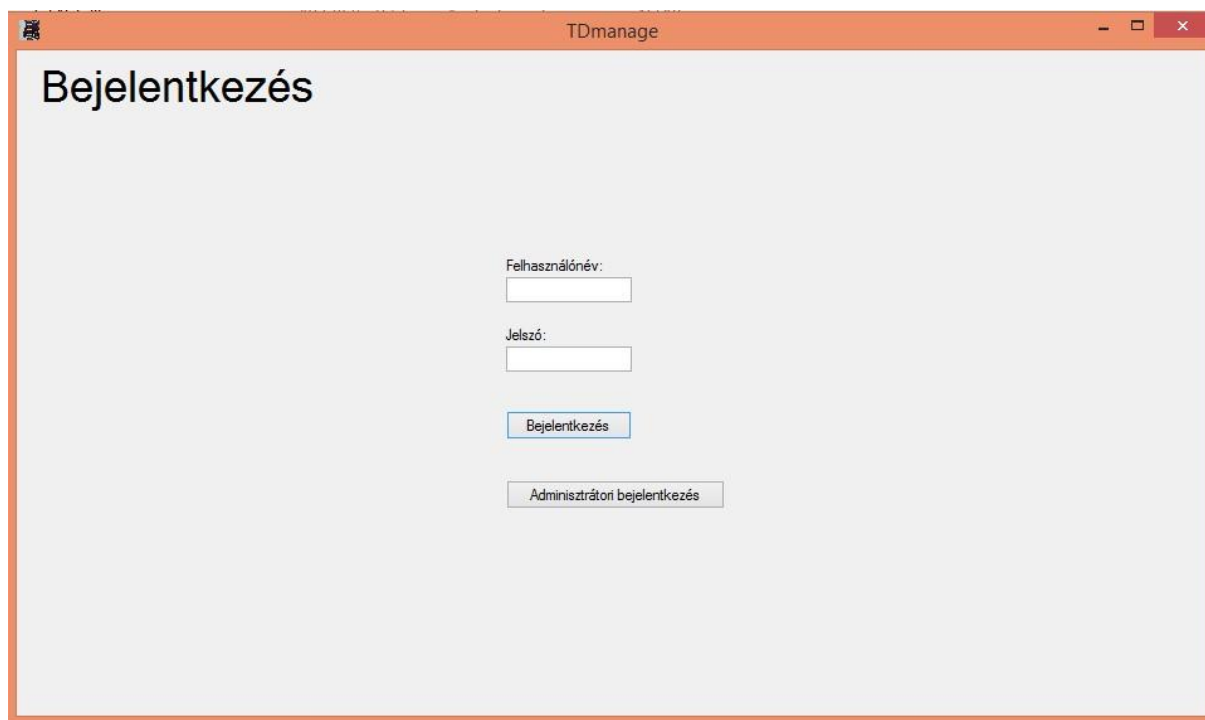 TDmanage
Bejelentkezés
Felhasználónév:
Jelszó:
Bejelentkezés
Adminisztrátori bejelentkezés